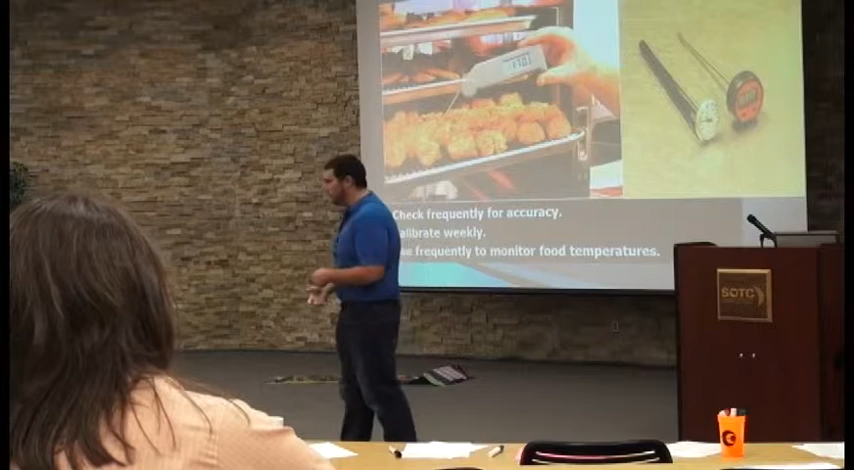 Check frequently for accuracy.
alibrate weekly.
e frequently to monitor food temperatures.
SOTC